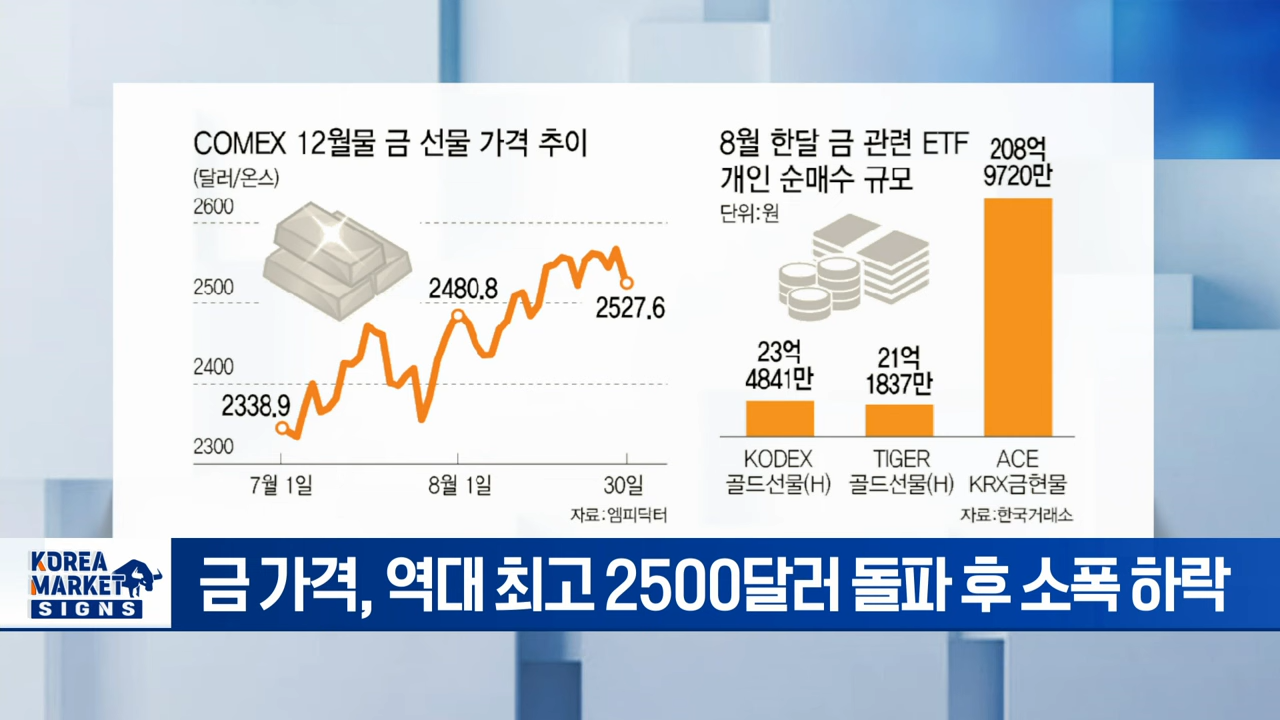 COMEX 12월물 금 선물 가격 추이
(달러/온스)
2600
2500
2400
2300
2338.9
2480.8
2527.6
7월 1일
8월 1일
30일
자료:엠피닥터
8월 한달 금 관련 ETF
개인 순매수 규모
단위:원
23억
4841만
21억
1837만
208억
9720만
KODEX
골드선물(H)
TIGER
골드선물(H)
ACE
KRX금현물
자료:한국거래소
KOREA
MARKET
SIGNS
금 가격, 역대 최고 2500달러 돌파 후 소폭 하락